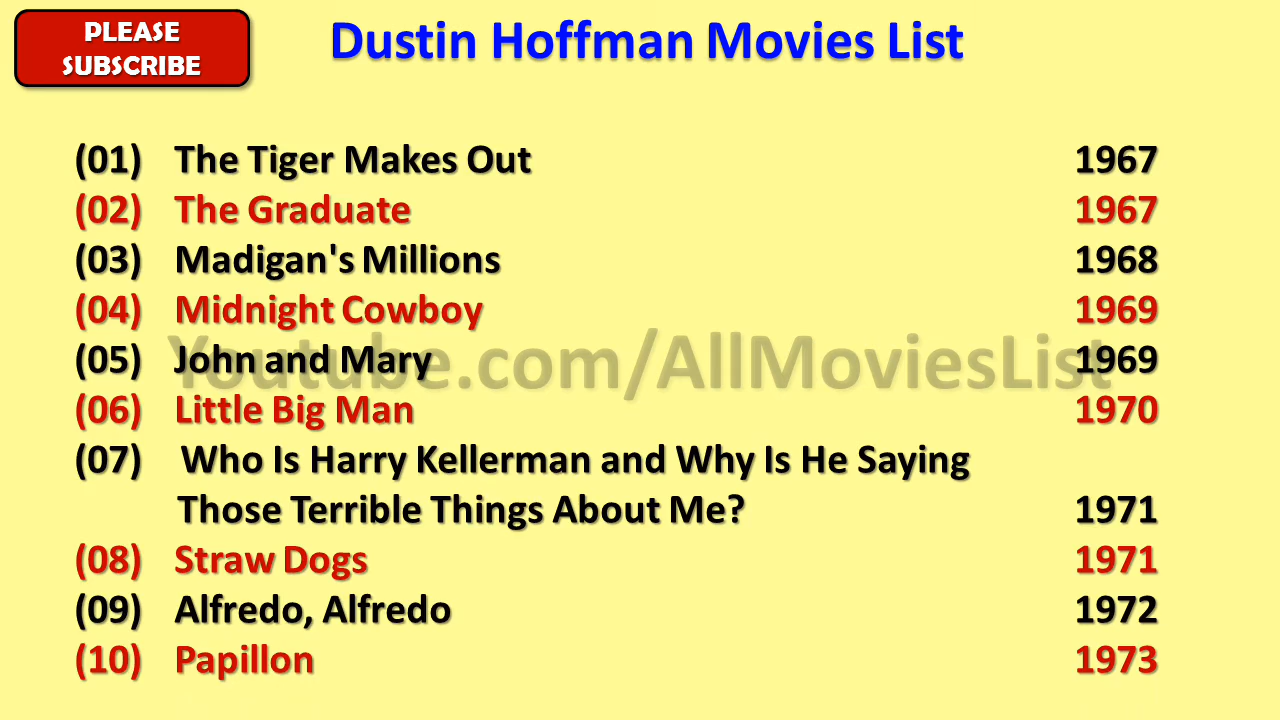 PLEASE
SUBSCRIBE
Dustin Hoffman Movies List
(01) The Tiger Makes Out 1967
(02) The Graduate 1967
(03) Madigan's Millions 1968
(04) Midnight Cowboy 1969
Youtube.com/AllMoviesList
(05) John and Mary 1969
(06) Little Big Man 1970
(07) Who Is Harry Kellerman and Why Is He Saying
Those Terrible Things About Me? 1971
(08) Straw Dogs 1971
(09) Alfredo, Alfredo 1972
(10) Papillon 1973